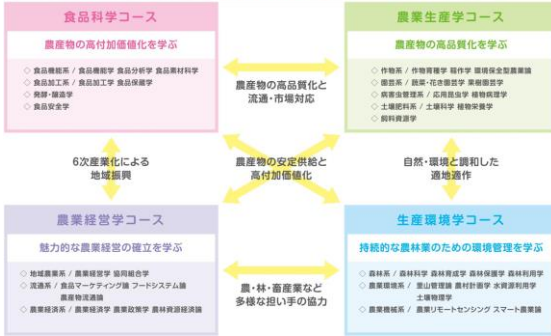 食品科学コース
農産物の高付加価値化を学ぶ
◇ 食品機能系 / 食品機能学 食品分析学 食品素材科学
◇ 食品加工系 / 食品加工学 食品保蔵学
◇ 発酵・醸造学
◇ 食品安全学
農業生産学コース
農産物の高品質化を学ぶ
◇ 作物系 / 作物育種学 稲作学 環境保全型農業論
◇ 園芸系 / 蔬菜・花き園芸学 果樹園芸学
◇ 病害虫管理系 / 応用昆虫学 植物病理学
◇ 土壌肥料系 / 土壌科学 植物栄養学
◇ 飼料資源学
農産物の高品質化と
流通・市場対応
6次産業化による
地域振興
農産物の安定供給と
高付加価値化
自然・環境と調和した
適地適作
農業経営学コース
魅力的な農業経営の確立を学ぶ
◇ 地域農業系 / 農業経営学 協同組合学
◇ 流通系 / 食品マーケティング論 フードシステム論
農産物流通論
◇ 農業経済系 / 農業経済学 農業政策学 農林資源経済論
農・林・畜産業など
多様な担い手の協力
生産環境学コース
持続的な農林業のための環境管理を学ぶ
◇ 森林系 / 森林科学 森林育成学 森林保護学 森林利用学
◇ 農業環境系 / 里山管理論 農村計画学 水資源利用学
土壌物理学
◇ 農業機械系 / 農業リモートセンシング スマート農業論